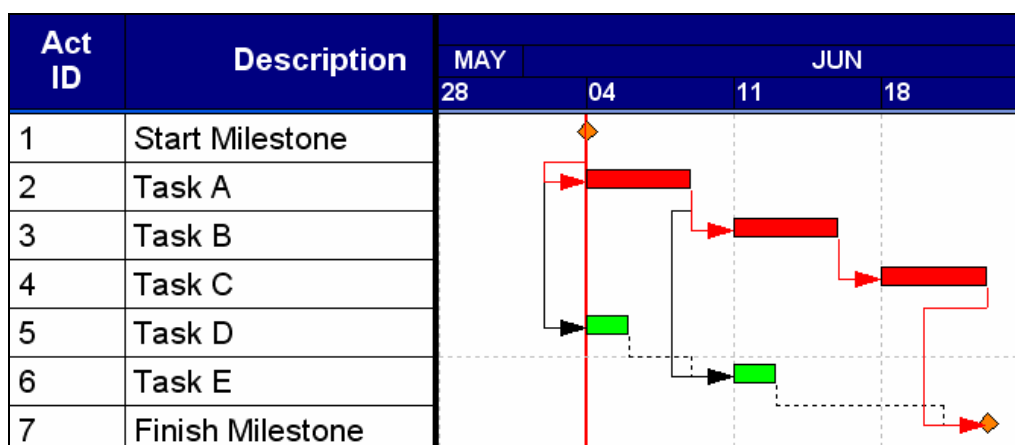 Act ID Description
MAY JUN
28 04 11 18
1 Start Milestone
2 Task A
3 Task B
4 Task C
5 Task D
6 Task E
7 Finish Milestone